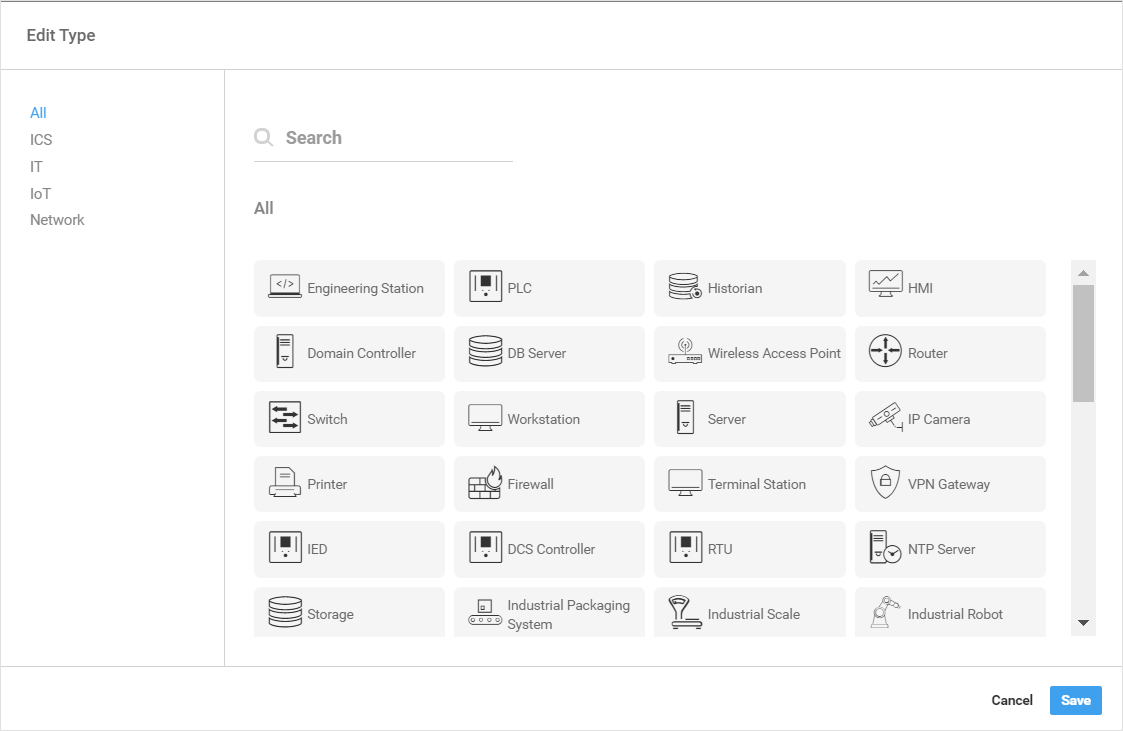 Edit Type
All
ICS
IT
IoT
Network
Search
All
</> Engineering Station
PLC
Historian
HMI
Domain Controller
DB Server
Wireless Access Point
Router
Switch
Workstation
Server
IP Camera
Printer
Firewall
Terminal Station
VPN Gateway
IED
DCS Controller
RTU
NTP Server
Storage
Industrial Packaging
System
Industrial Scale
Industrial Robot
Cancel
Save